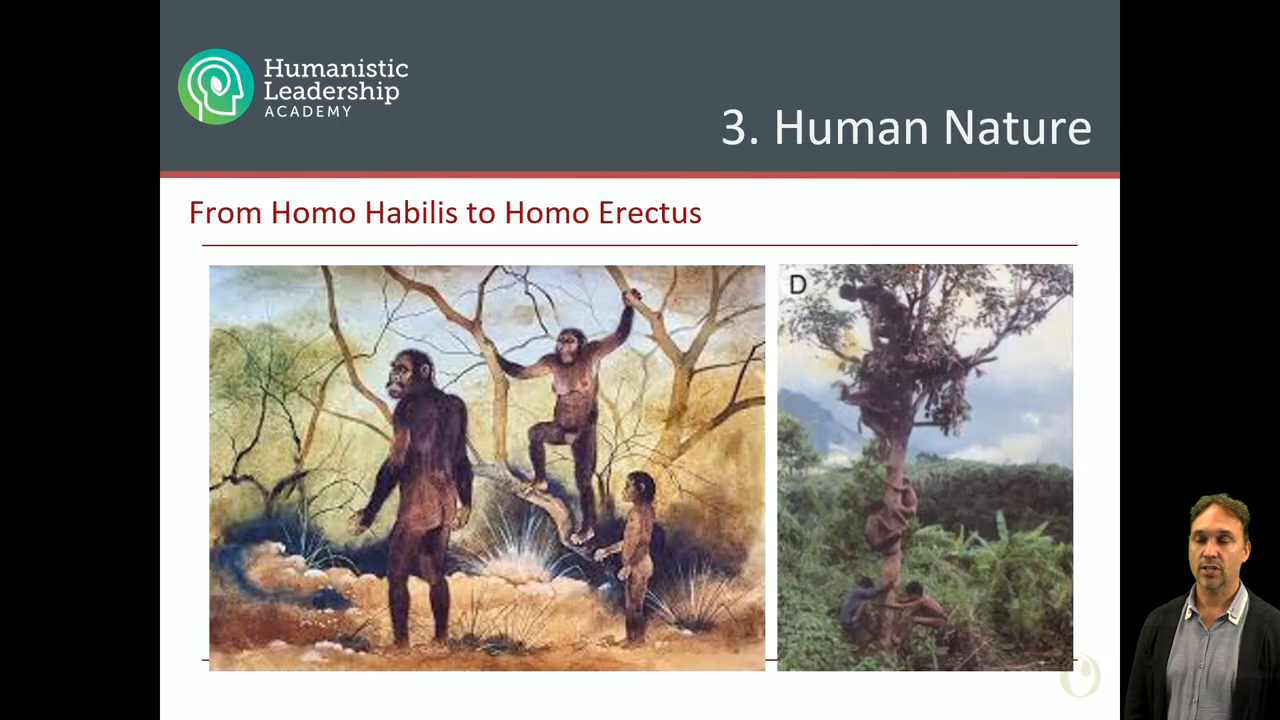 Humanistic
Leadership
ACADEMY
3. Human Nature
From Homo Habilis to Homo Erectus
D